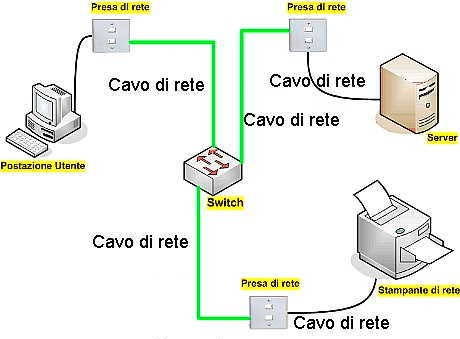 Presa di rete
Presa di rete
Cavo di rete
Cavo di rete
Cavo di rete
Server
Postazione Utente
Switch
Cavo di rete
Presa di rete
Stampante di rete
Cavo di rete